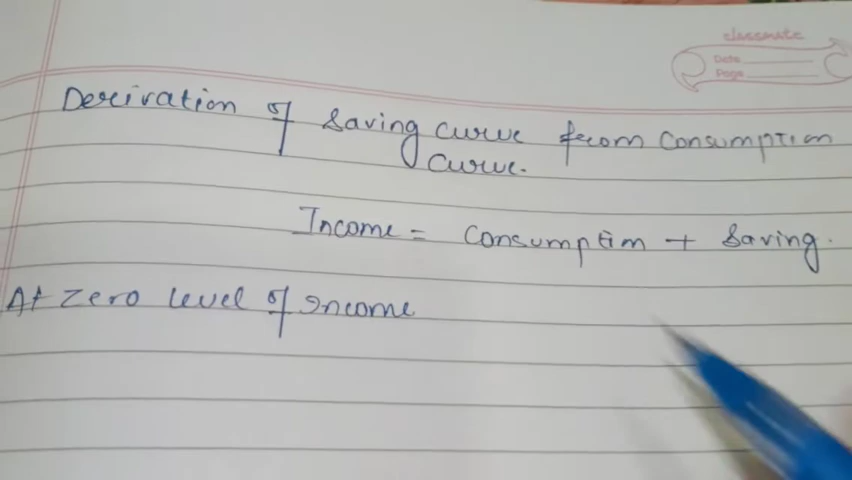 classmate
Date
Page
Derivation of Saving curve from Consumption
Curve.
Income = Consumption + Saving.
At Zero Level of Income